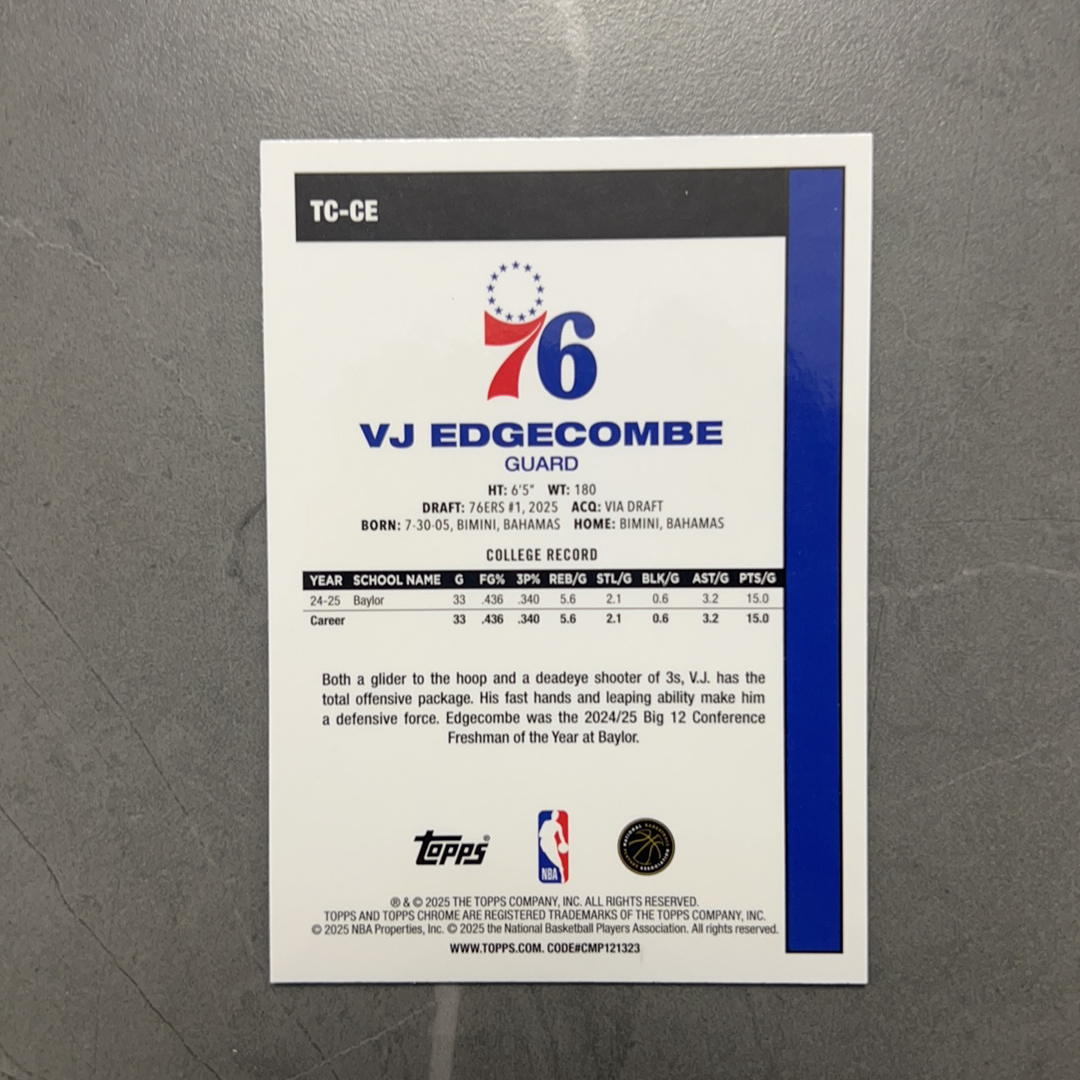 TC-CE
76
VJ EDGECOMBE
GUARD
HT: 6'5" WT: 180
DRAFT: 76ERS #1, 2025 ACQ: VIA DRAFT
BORN: 7-30-05, BIMINI, BAHAMAS HOME: BIMINI, BAHAMAS
COLLEGE RECORD
YEAR SCHOOL NAME G FG% 3P% REB/G STL/G BLK/G AST/G PTS/G
24-25 Baylor 33 .436 .340 5.6 2.1 0.6 3.2 15.0
Career 33 .436 .340 5.6 2.1 0.6 3.2 15.0
Both a glider to the hoop and a deadeye shooter of 3s, V.J. has the
total offensive package. His fast hands and leaping ability make him
a defensive force. Edgecombe was the 2024/25 Big 12 Conference
Freshman of the Year at Baylor.
Topps®
NBA
NATIONAL BASKETBALL PLAYERS ASSOCIATION
® & © 2025 THE TOPPS COMPANY, INC. ALL RIGHTS RESERVED.
TOPPS AND TOPPS CHROME ARE REGISTERED TRADEMARKS OF THE TOPPS COMPANY, INC.
© 2025 NBA Properties, Inc. © 2025 the National Basketball Players Association. All rights reserved.
WWW.TOPPS.COM. CODE#CMP121323